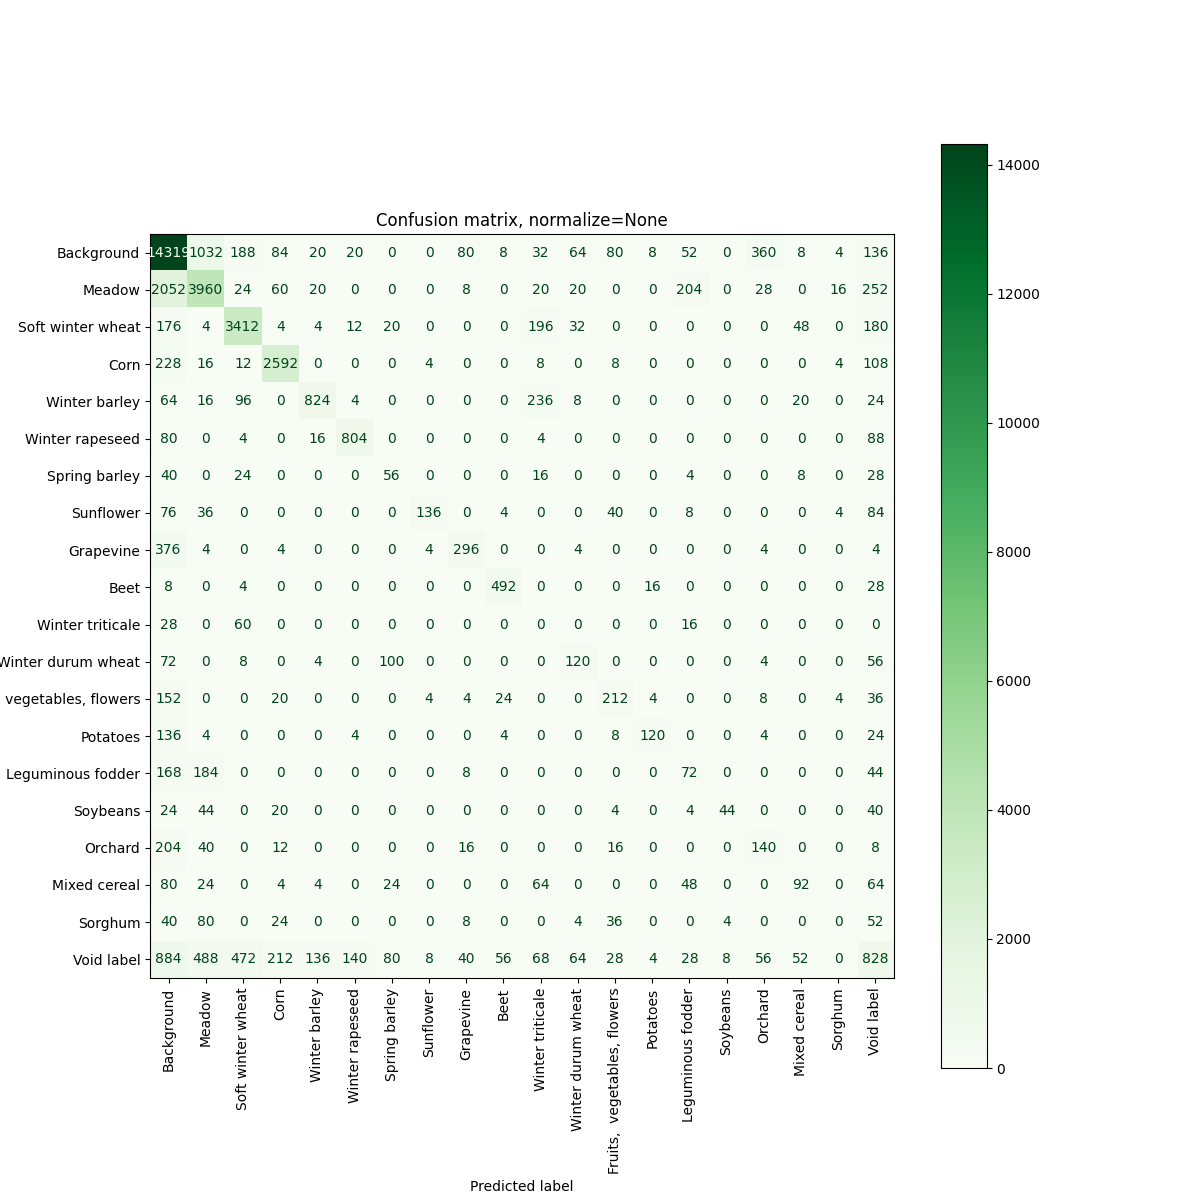 Confusion matrix, normalize=None
Background 14319 1032 188 84 20 20 0 0 80 8 32 64 80 8 52 0 360 8 4 136
Meadow 2052 3960 24 60 20 0 0 0 8 0 20 20 0 0 204 0 28 0 16 252
Soft winter wheat 176 4 3412 4 4 12 20 0 0 0 196 32 0 0 0 0 0 48 0 180
Corn 228 16 12 2592 0 0 0 4 0 0 8 0 8 0 0 0 0 0 4 108
Winter barley 64 16 96 0 824 4 0 0 0 0 236 8 0 0 0 0 0 20 0 24
Winter rapeseed 80 0 4 0 16 804 0 0 0 0 4 0 0 0 0 0 0 0 0 88
Spring barley 40 0 24 0 0 0 56 0 0 0 16 0 0 0 4 0 0 8 0 28
Sunflower 76 36 0 0 0 0 0 136 0 4 0 0 40 0 8 0 0 0 4 84
Grapevine 376 4 0 4 0 0 0 4 296 0 0 4 0 0 0 0 4 0 0 4
Beet 8 0 4 0 0 0 0 0 0 492 0 0 0 16 0 0 0 0 0 28
Winter triticale 28 0 60 0 0 0 0 0 0 0 0 0 0 0 16 0 0 0 0 0
Winter durum wheat 72 0 8 0 4 0 100 0 0 0 0 120 0 0 0 0 4 0 0 56
vegetables, flowers 152 0 0 20 0 0 0 4 4 24 0 0 212 4 0 0 8 0 4 36
Potatoes 136 4 0 0 0 4 0 0 0 4 0 0 8 120 0 0 4 0 0 24
Leguminous fodder 168 184 0 0 0 0 0 0 8 0 0 0 0 0 72 0 0 0 0 44
Soybeans 24 44 0 20 0 0 0 0 0 0 0 0 4 0 4 44 0 0 0 40
Orchard 204 40 0 12 0 0 0 0 16 0 0 0 16 0 0 0 140 0 0 8
Mixed cereal 80 24 0 4 4 0 24 0 0 0 64 0 0 0 48 0 0 92 0 64
Sorghum 40 80 0 24 0 0 0 0 8 0 0 4 36 0 0 4 0 0 0 52
Void label 884 488 472 212 136 140 80 8 40 56 68 64 28 4 28 8 56 52 0 828
Background
Meadow
Soft winter wheat
Corn
Winter barley
Winter rapeseed
Spring barley
Sunflower
Grapevine
Beet
Winter triticale
Winter durum wheat
Fruits,  vegetables, flowers
Potatoes
Leguminous fodder
Soybeans
Orchard
Mixed cereal
Sorghum
Void label
Predicted label
14000
12000
10000
8000
6000
4000
2000
0